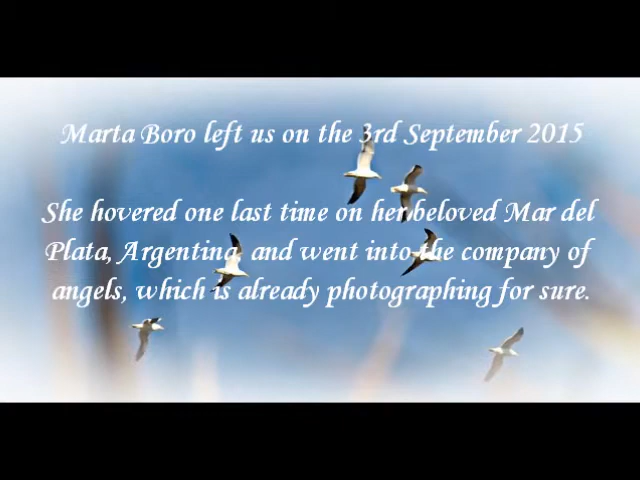 Marta Boro left us on the 3rd September 2015
She hovered one last time on her beloved Mar del
Plata, Argentina, and went into the company of
angels, which is already photographing for sure.